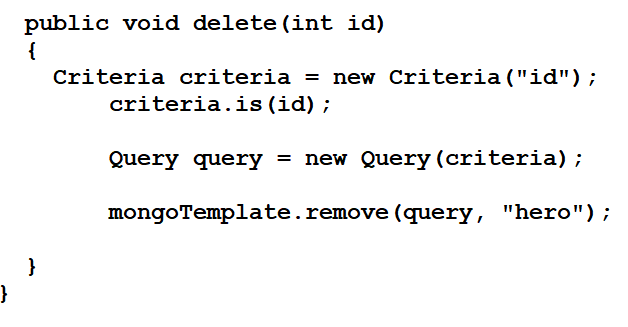 public void delete(int id)
{
Criteria criteria = new Criteria("id");
criteria.is(id);
Query query = new Query(criteria);
mongoTemplate.remove(query, "hero");
}
}